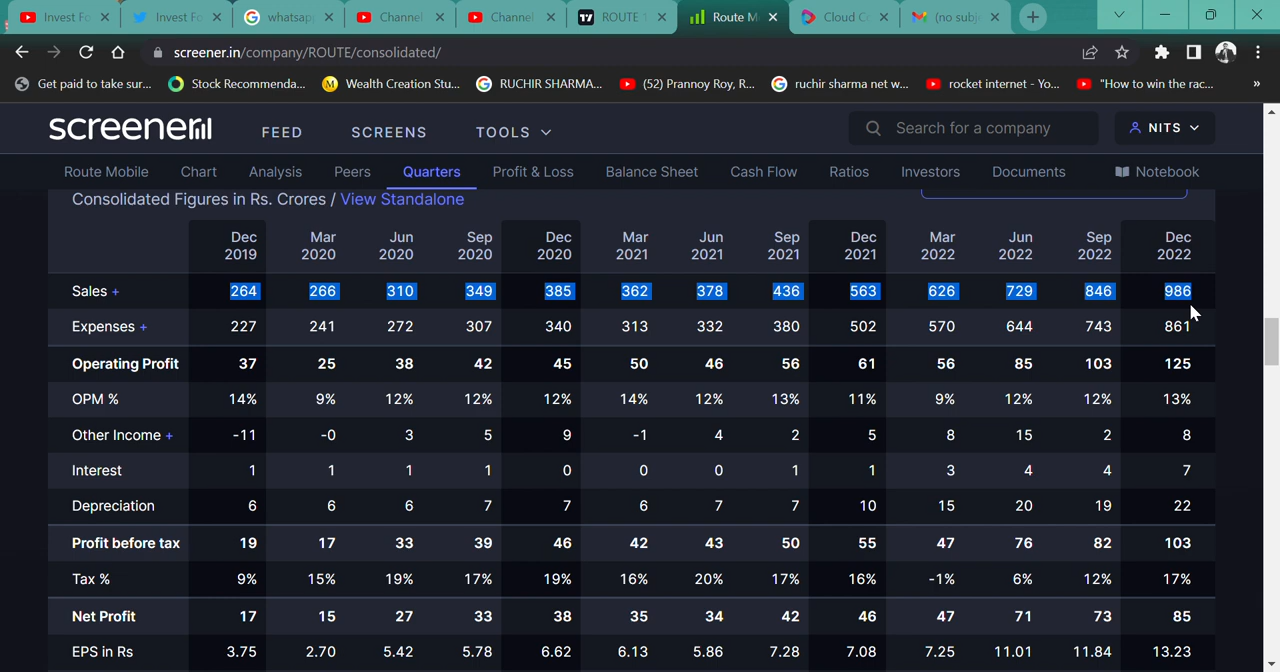 Invest Fo
Invest Fo
whatsap
Channel
Channel
ROUTE 1
Route M
Cloud C
(no subj
screener.in/company/ROUTE/consolidated/
Get paid to take sur...
Stock Recommenda...
Wealth Creation Stu...
RUCHIR SHARMA...
(52) Prannoy Roy, R...
ruchir sharma net w...
rocket internet - Yo...
"How to win the rac...
»
screener
FEED
SCREENS
TOOLS
Search for a company
NITS
Route Mobile
Chart
Analysis
Peers
Quarters
Profit & Loss
Balance Sheet
Cash Flow
Ratios
Investors
Documents
Notebook
Consolidated Figures in Rs. Crores / View Standalone
Dec 2019 Mar 2020 Jun 2020 Sep 2020 Dec 2020 Mar 2021 Jun 2021 Sep 2021 Dec 2021 Mar 2022 Jun 2022 Sep 2022 Dec 2022
Sales + 264 266 310 349 385 362 378 436 563 626 729 846 986
Expenses + 227 241 272 307 340 313 332 380 502 570 644 743 861
Operating Profit 37 25 38 42 45 50 46 56 61 56 85 103 125
OPM % 14% 9% 12% 12% 12% 14% 12% 13% 11% 9% 12% 12% 13%
Other Income + -11 -0 3 5 9 -1 4 2 5 8 15 2 8
Interest 1 1 1 1 0 0 0 1 1 3 4 4 7
Depreciation 6 6 6 7 7 6 7 7 10 15 20 19 22
Profit before tax 19 17 33 39 46 42 43 50 55 47 76 82 103
Tax % 9% 15% 19% 17% 19% 16% 20% 17% 16% -1% 6% 12% 17%
Net Profit 17 15 27 33 38 35 34 42 46 47 71 73 85
EPS in Rs 3.75 2.70 5.42 5.78 6.62 6.13 5.86 7.28 7.08 7.25 11.01 11.84 13.23